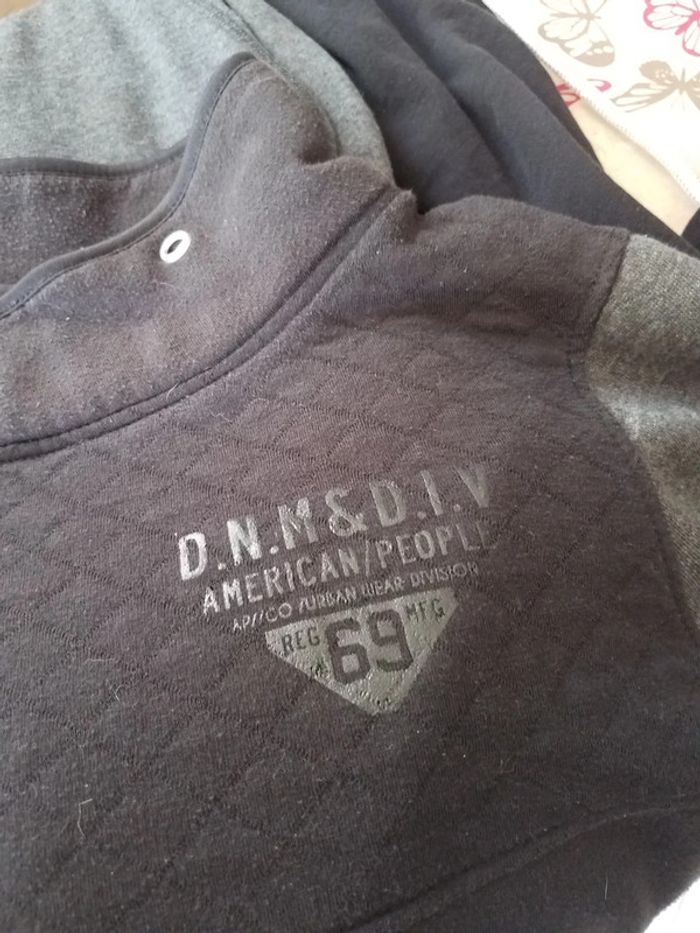 D.N.M & D.I.V
AMERICAN/PEOPLE
AP//CO /URBAN WEAR DIVISION
REG 69 MFG